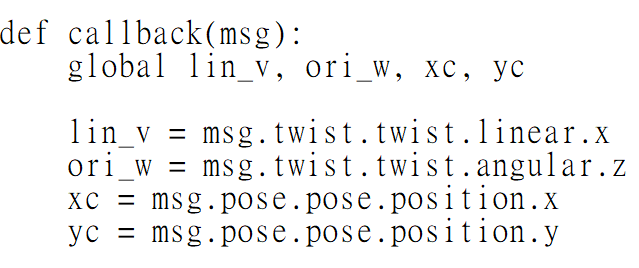 def callback(msg):
    global lin_v, ori_w, xc, yc

    lin_v = msg.twist.twist.linear.x
    ori_w = msg.twist.twist.angular.z
    xc = msg.pose.pose.position.x
    yc = msg.pose.pose.position.y